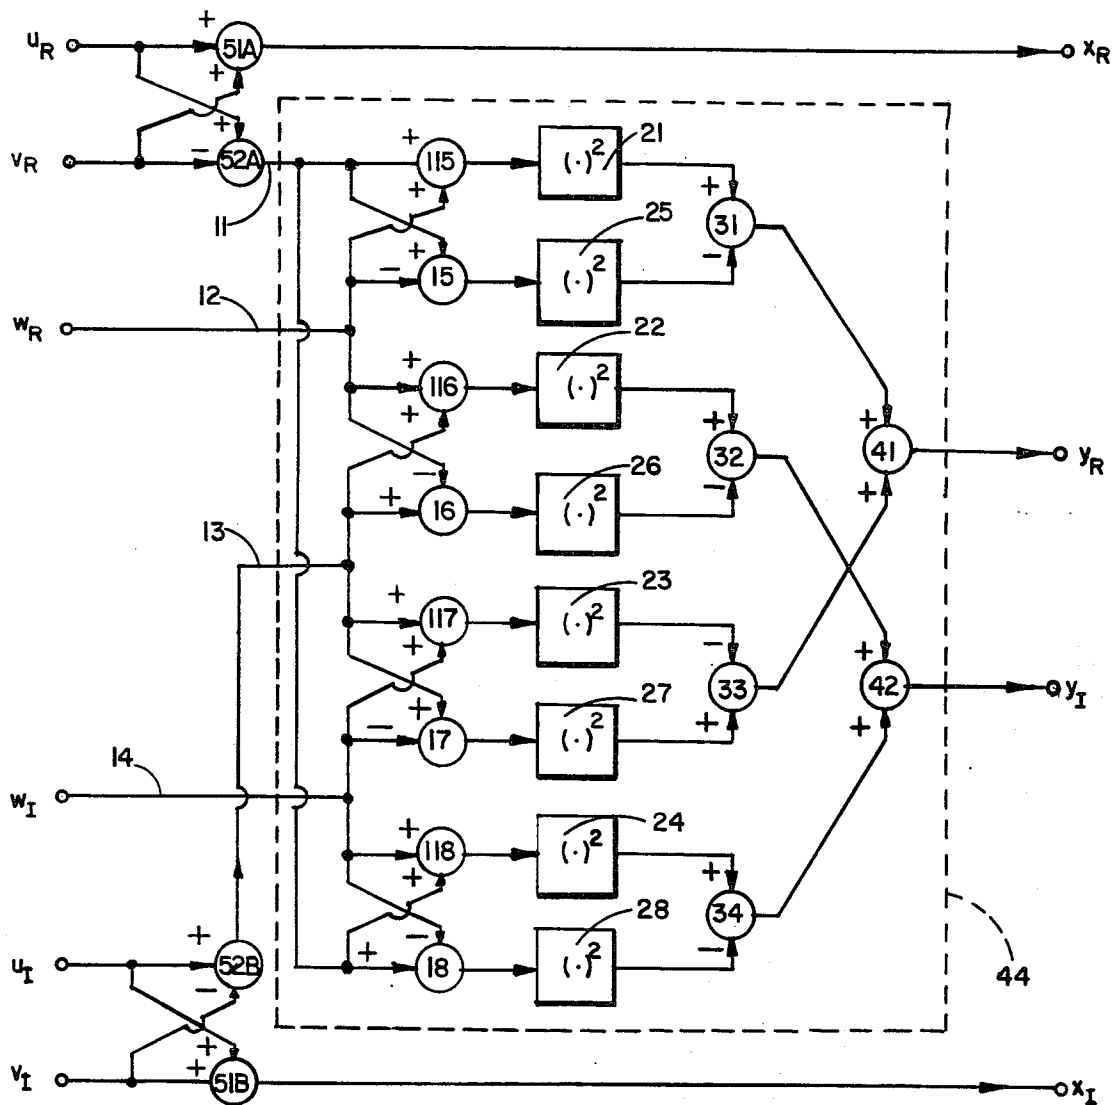 u_R + 51A x_R
+
+
v_R - 52A 11
+ 115 (·)² 21
+
+ 31
+
- 15 (·)² 25
-
w_R 12
+ 116 (·)² 22
+
+ 32
-
+ 16 (·)² 26
-
+ 41 y_R
+
13
+ 117 (·)² 23
+
- 33
+
- 17 (·)² 27
+
+ 42 y_I
+
w_I 14
+ 118 (·)² 24
+
+ 34
-
+ 18 (·)² 28
-
44
u_I + 52B
-
+
v_I + 51B x_I